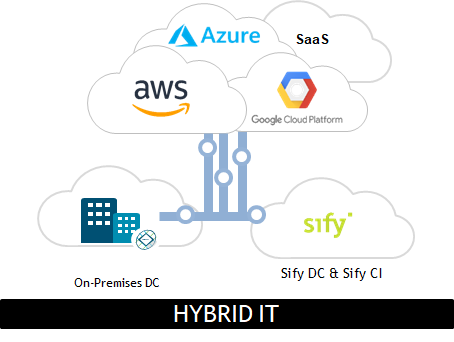 Azure
SaaS
aws
Google Cloud Platform
sify
On-Premises DC
Sify DC & Sify CI
HYBRID IT